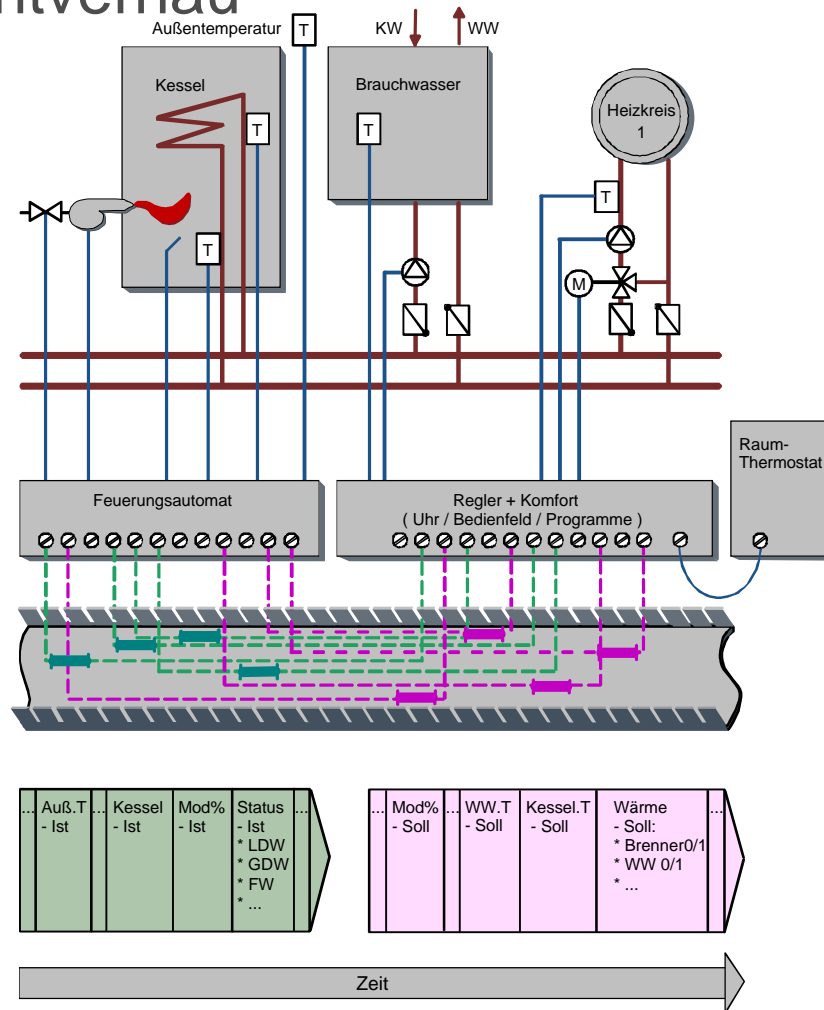 Außentemperatur
T
KW
WW
Kessel
T
T
Brauchwasser
T
Heizkreis
1
T
M
Feuerungsautomat
Regler + Komfort
( Uhr / Bedienfeld / Programme )
Raum-
Thermostat
...
Auß.T
- Ist
...
Kessel
- Ist
Mod%
- Ist
Status
- Ist
* LDW
* GDW
* FW
* ...
...
...
Mod%
- Soll
...
WW.T
- Soll
Kessel.T
- Soll
Wärme
- Soll:
* Brenner0/1
* WW 0/1
* ...
...
Zeit